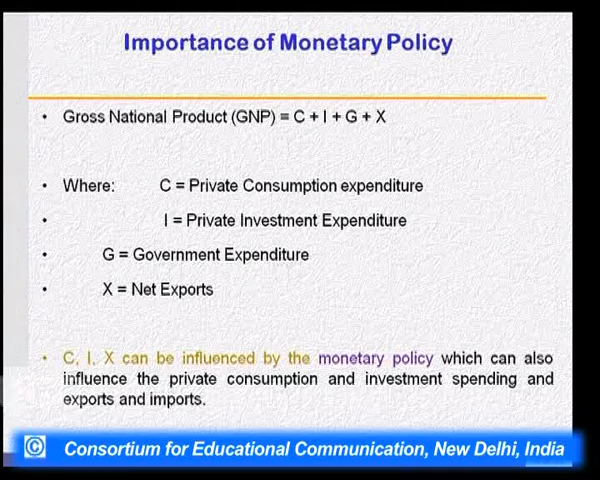 Importance of Monetary Policy
• Gross National Product (GNP) = C + I + G + X
• Where: C = Private Consumption expenditure
• I = Private Investment Expenditure
• G = Government Expenditure
• X = Net Exports
• C, I, X can be influenced by the monetary policy which can also
influence the private consumption and investment spending and
exports and imports.
© Consortium for Educational Communication, New Delhi, India